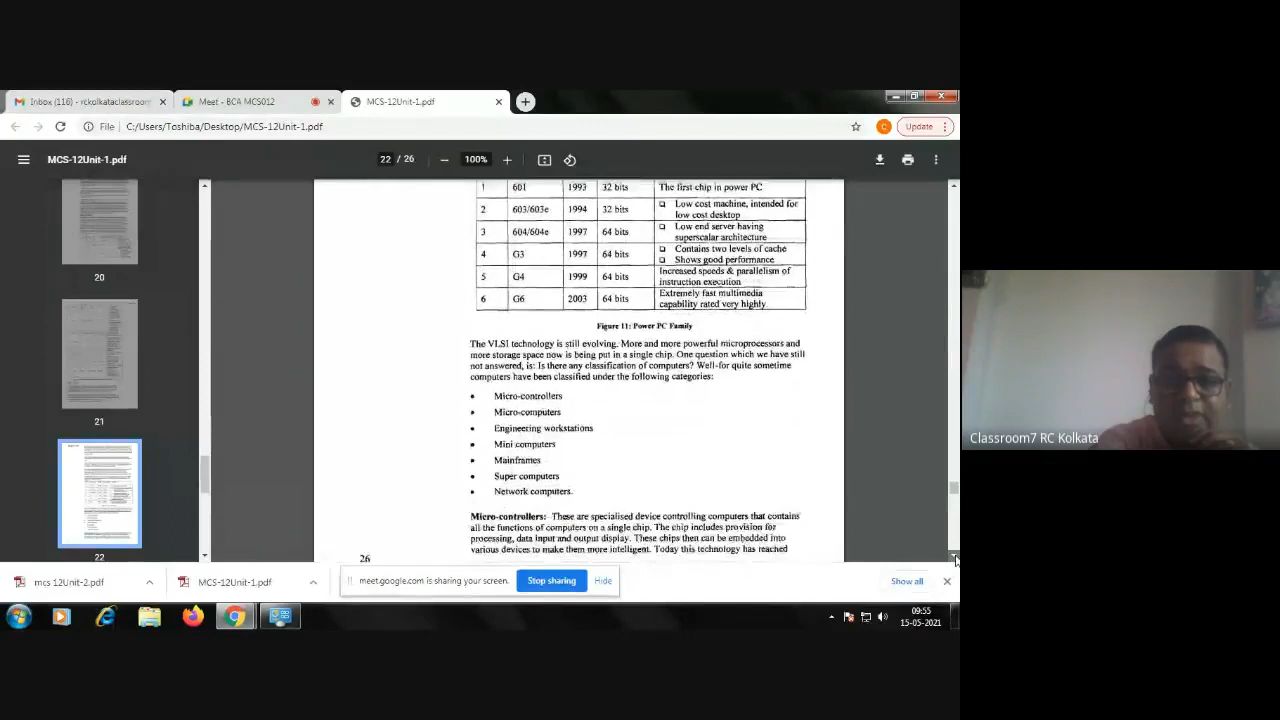 Inbox (116) - rckolkataclassroom
Meet - BCA MCS012
MCS-12Unit-1.pdf
File
C:/Users/Toshiba/Desktop/MCS-12Unit-1.pdf
C
Update
MCS-12Unit-1.pdf
22 / 26
100%
20
21
22
1 601 1993 32 bits The first chip in power PC
2 603/603e 1994 32 bits Low cost machine, intended for
low cost desktop
3 604/604e 1997 64 bits Low end server having
superscalar architecture
4 G3 1997 64 bits Contains two levels of cache
Shows good performance
5 G4 1999 64 bits Increased speeds & parallelism of
instruction execution
6 G6 2003 64 bits Extremely fast multimedia
capability rated very highly.
Figure 11: Power PC Family
The VLSI technology is still evolving. More and more powerful microprocessors and
more storage space now is being put in a single chip. One question which we have still
not answered, is: Is there any classification of computers? Well-for quite sometime
computers have been classified under the following categories:
• Micro-controllers
• Micro-computers
• Engineering workstations
• Mini computers
• Mainframes
• Super computers
• Network computers.
Micro-controllers: These are specialised device controlling computers that contains
all the functions of computers on a single chip. The chip includes provision for
processing, data input and output display. These chips then can be embedded into
various devices to make them more intelligent. Today this technology has reached
26
Classroom7 RC Kolkata
mcs 12Unit-2.pdf
MCS-12Unit-1.pdf
meet.google.com is sharing your screen.
Stop sharing
Hide
Show all
09:55
15-05-2021